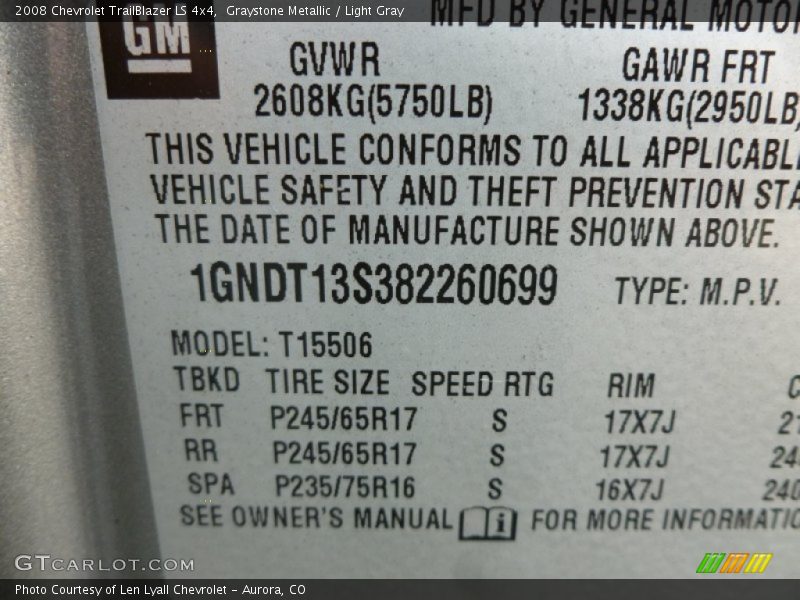 2008 Chevrolet TrailBlazer LS 4x4, Graystone Metallic / Light Gray
MFD BY GENERAL MOTOR
GM
GVWR GAWR FRT
2608KG(5750LB) 1338KG(2950LB)
THIS VEHICLE CONFORMS TO ALL APPLICABL
VEHICLE SAFETY AND THEFT PREVENTION STA
THE DATE OF MANUFACTURE SHOWN ABOVE.
1GNDT13S382260699 TYPE: M.P.V.
MODEL: T15506
TBKD TIRE SIZE SPEED RTG RIM C
FRT P245/65R17 S 17X7J 21
RR P245/65R17 S 17X7J 24
SPA P235/75R16 S 16X7J 240
SEE OWNER'S MANUAL FOR MORE INFORMATIO
GTCARLOT.COM
Photo Courtesy of Len Lyall Chevrolet - Aurora, CO